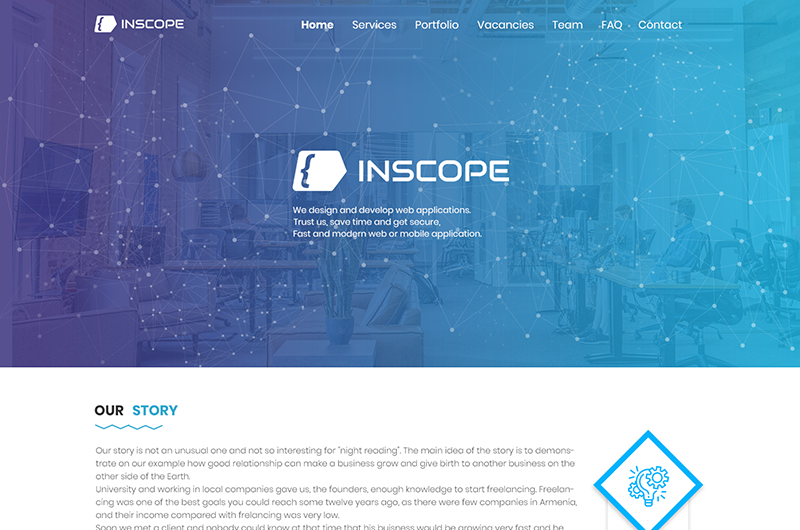 INSCOPE
Home Services Portfolio Vacancies Team FAQ Contact
INSCOPE
We design and develop web applications.
Trust us, save time and get secure,
Fast and modern web or mobile application.
OUR STORY
Our story is not an unusual one and not so interesting for "night reading". The main idea of the story is to demons-
trate on our example how good relationship can make a business grow and give birth to another business on the
other side of the Earth.
University and working in local companies gave us, the founders, enough knowledge to start freelancing. Freelan-
cing was one of the best goals you could reach some twelve years ago, as there were few companies in Armenia,
and their income compared with frelancing was very low.
Soon we met a client and nobody could know at that time that his buisness would be growing very fast and be